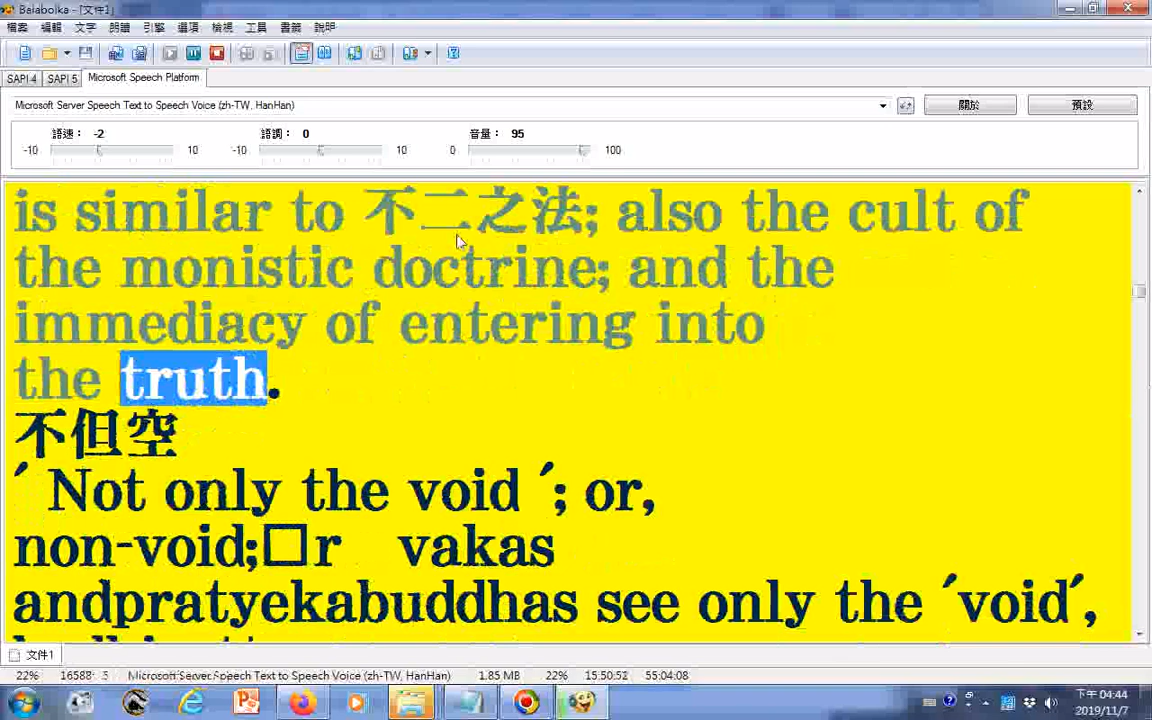 Balabolka - [文件1]
檔案 編輯 文字 朗讀 引擎 選項 檢視 工具 書籤 說明
SAPI 4 SAPI 5 Microsoft Speech Platform
Microsoft Server Speech Text to Speech Voice (zh-TW, HanHan) 關於 預設
語速： -2 語調： 0 音量： 95
-10 10 -10 10 0 100
is similar to 不二之法; also the cult of
the monistic doctrine; and the
immediacy of entering into
the truth.
不但空
´ Not only the void ´; or,
non-void;□r vakas
andpratyekabuddhas see only the ´void´,
文件1
22% Microsoft Server Speech Text to Speech Voice (zh-TW, HanHan) 1.85 MB 22% 15:50:52 55:04:08
下午 04:44
2019/11/7